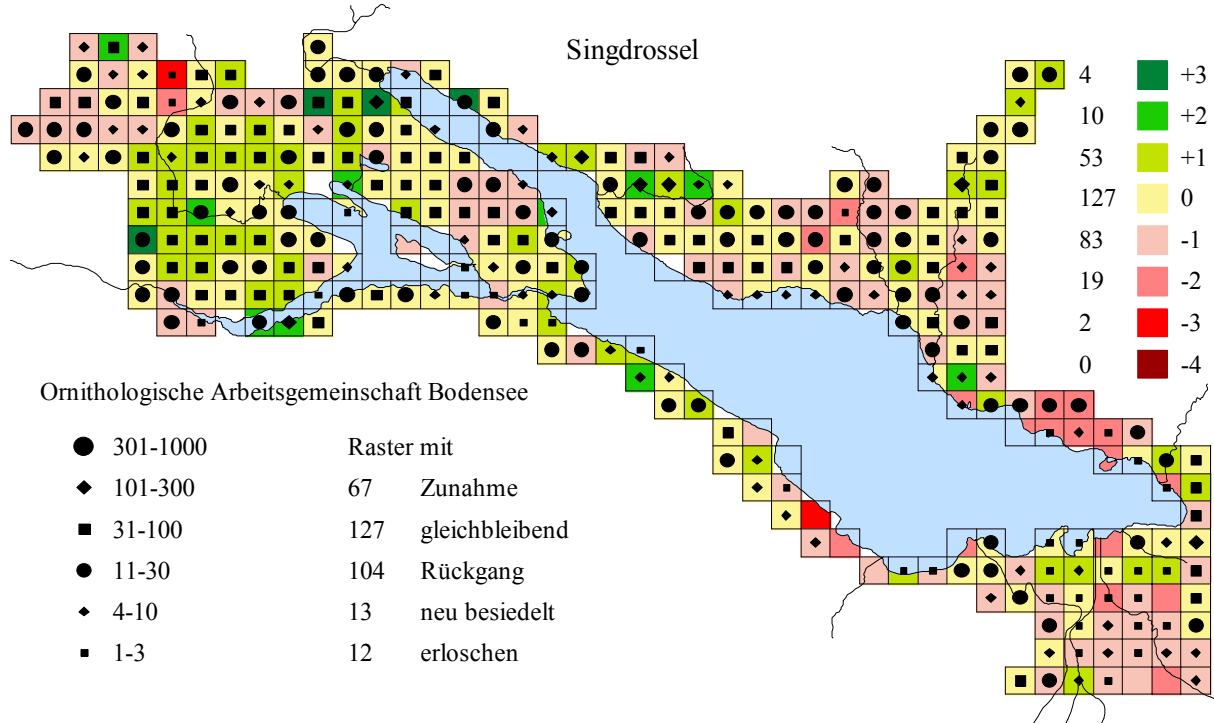 Singdrossel
4 +3
10 +2
53 +1
127 0
83 -1
19 -2
2 -3
0 -4
Ornithologische Arbeitsgemeinschaft Bodensee
301-1000 Raster mit
101-300 67 Zunahme
31-100 127 gleichbleibend
11-30 104 Rückgang
4-10 13 neu besiedelt
1-3 12 erloschen